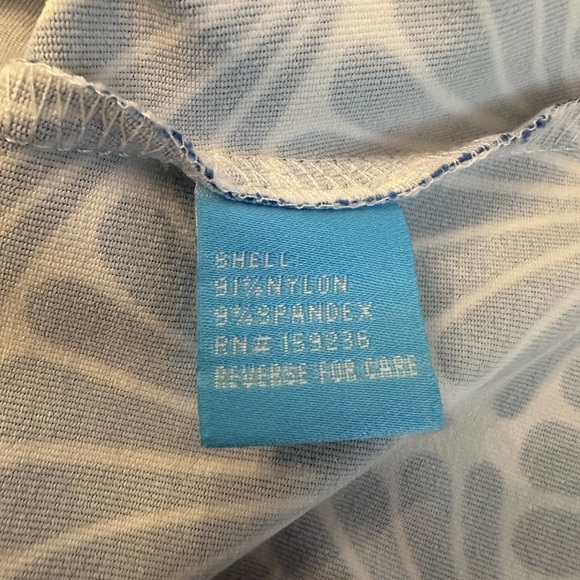 SHELL:
91%NYLON
9%SPANDEX
RN# 159236
REVERSE FOR CARE